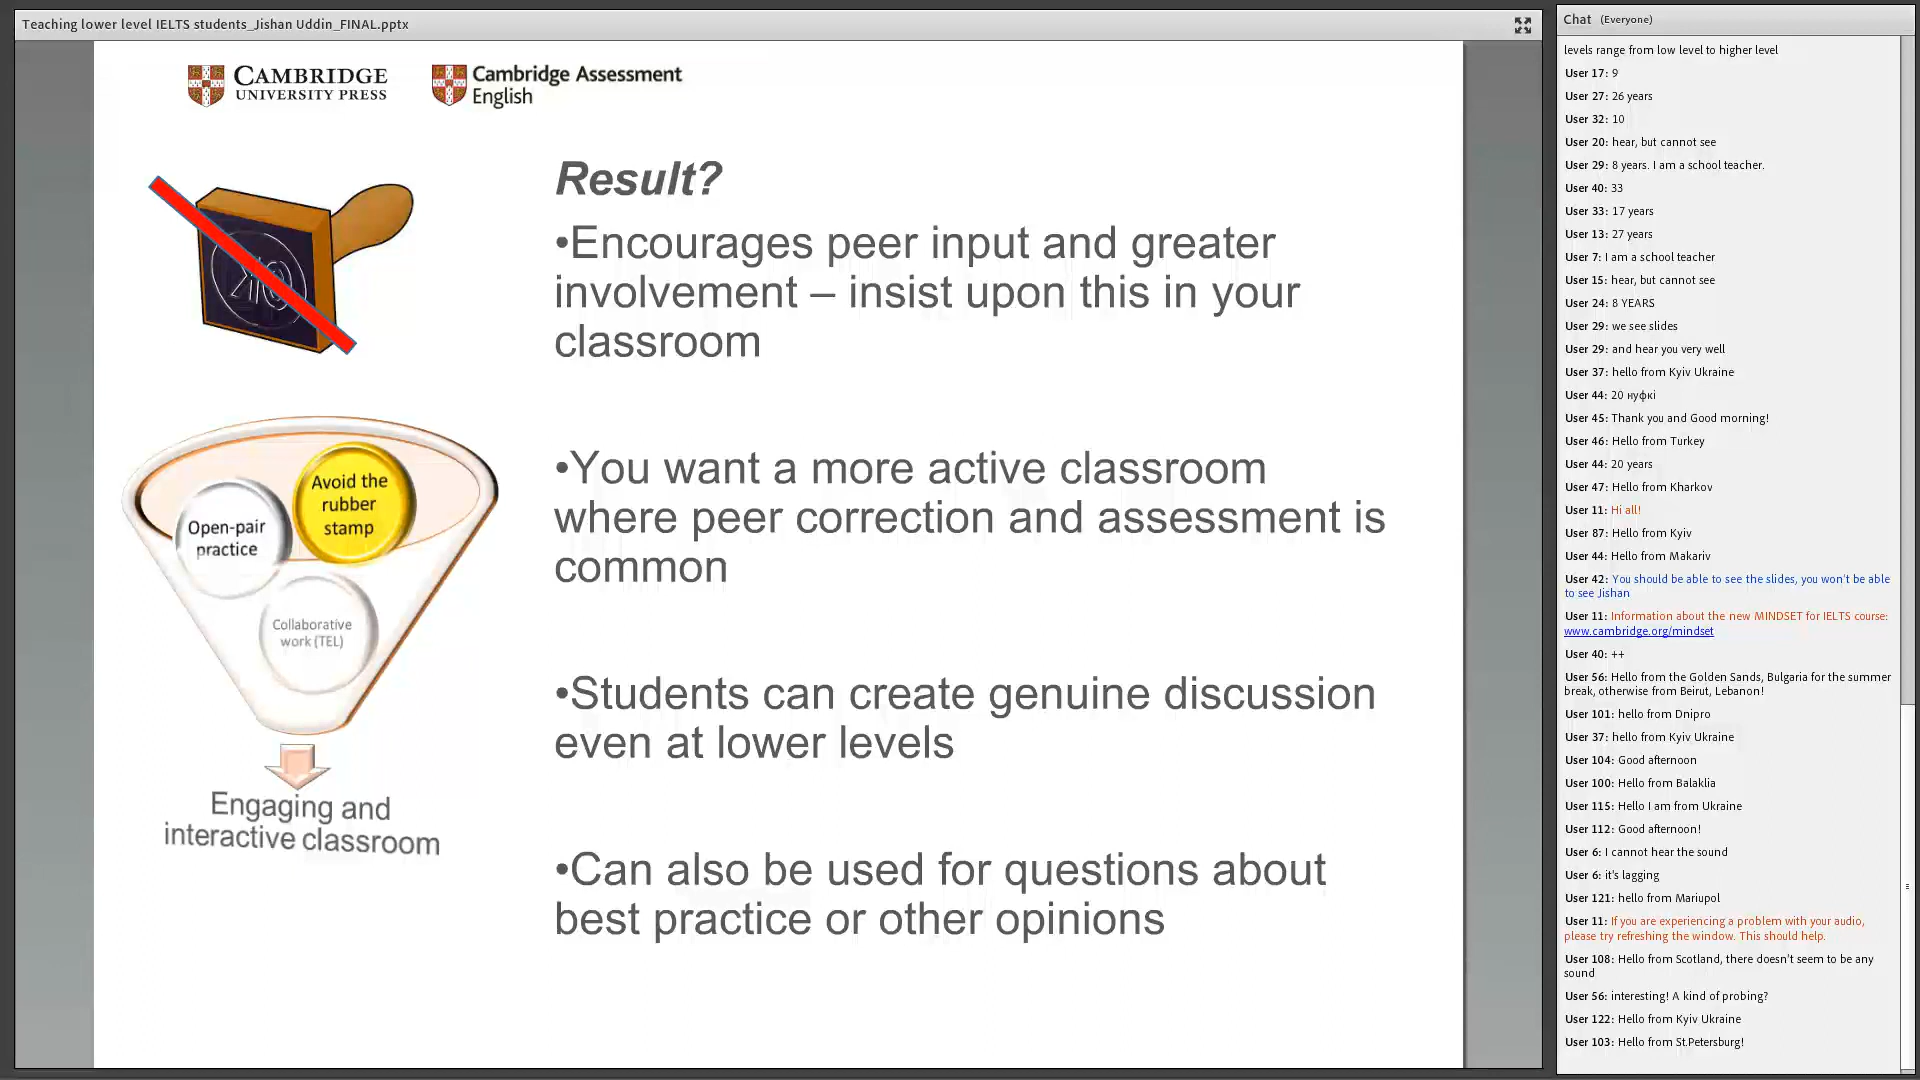 Teaching lower level IELTS students_Jishan Uddin_FINAL.pptx
CAMBRIDGE
UNIVERSITY PRESS
Cambridge Assessment
English
Result?
•Encourages peer input and greater
involvement – insist upon this in your
classroom
•You want a more active classroom
where peer correction and assessment is
common
•Students can create genuine discussion
even at lower levels
•Can also be used for questions about
best practice or other opinions
Avoid the
rubber
stamp
Open-pair
practice
Collaborative
work (TEL)
Engaging and
interactive classroom
Chat (Everyone)
levels range from low level to higher level
User 17: 9
User 27: 26 years
User 32: 10
User 20: hear, but cannot see
User 29: 8 years. I am a school teacher.
User 40: 33
User 33: 17 years
User 13: 27 years
User 7: I am a school teacher
User 15: hear, but cannot see
User 24: 8 YEARS
User 29: we see slides
User 29: and hear you very well
User 37: hello from Kyiv Ukraine
User 44: 20 нуфкі
User 45: Thank you and Good morning!
User 46: Hello from Turkey
User 44: 20 years
User 47: Hello from Kharkov
User 11: Hi all!
User 87: Hello from Kyiv
User 44: Hello from Makariv
User 42: You should be able to see the slides, you won't be able
to see Jishan
User 11: Information about the new MINDSET for IELTS course:
www.cambridge.org/mindset
User 40: ++
User 56: Hello from the Golden Sands, Bulgaria for the summer
break, otherwise from Beirut, Lebanon!
User 101: hello from Dnipro
User 37: hello from Kyiv Ukraine
User 104: Good afternoon
User 100: Hello from Balaklia
User 115: Hello I am from Ukraine
User 112: Good afternoon!
User 6: I cannot hear the sound
User 6: it's lagging
User 121: hello from Mariupol
User 11: If you are experiencing a problem with your audio,
please try refreshing the window. This should help.
User 108: Hello from Scotland, there doesn't seem to be any
sound
User 56: interesting! A kind of probing?
User 122: Hello from Kyiv Ukraine
User 103: Hello from St.Petersburg!